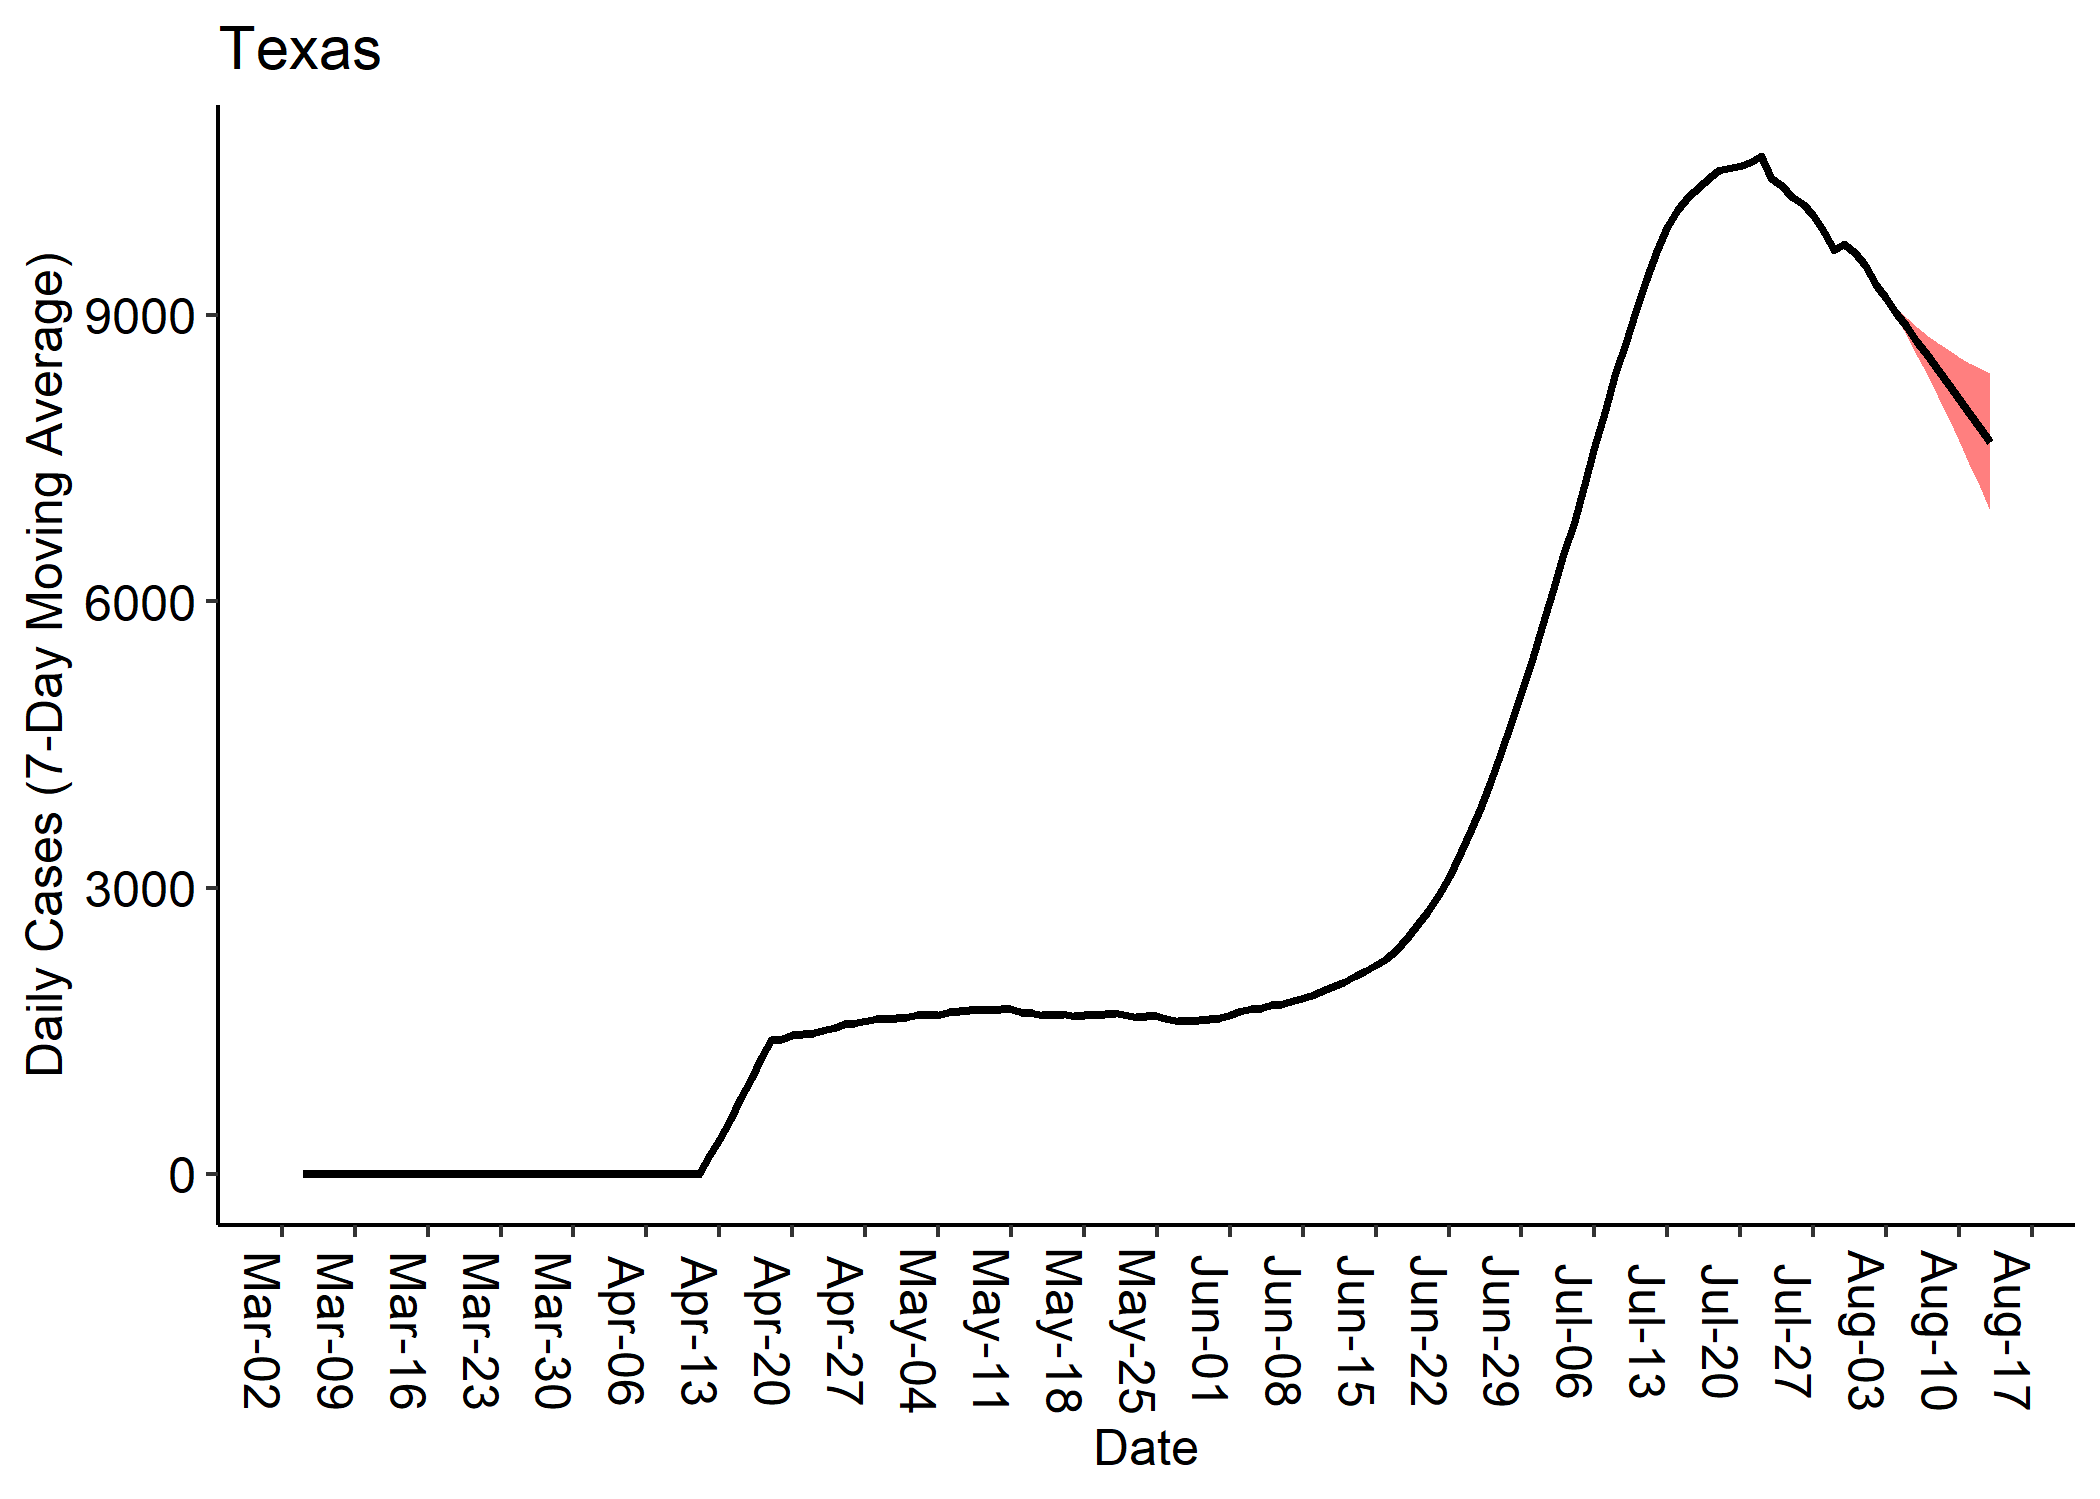 Texas
Daily Cases (7-Day Moving Average)
9000
6000
3000
0
Mar-02
Mar-09
Mar-16
Mar-23
Mar-30
Apr-06
Apr-13
Apr-20
Apr-27
May-04
May-11
May-18
May-25
Jun-01
Jun-08
Jun-15
Jun-22
Jun-29
Jul-06
Jul-13
Jul-20
Jul-27
Aug-03
Aug-10
Aug-17
Date